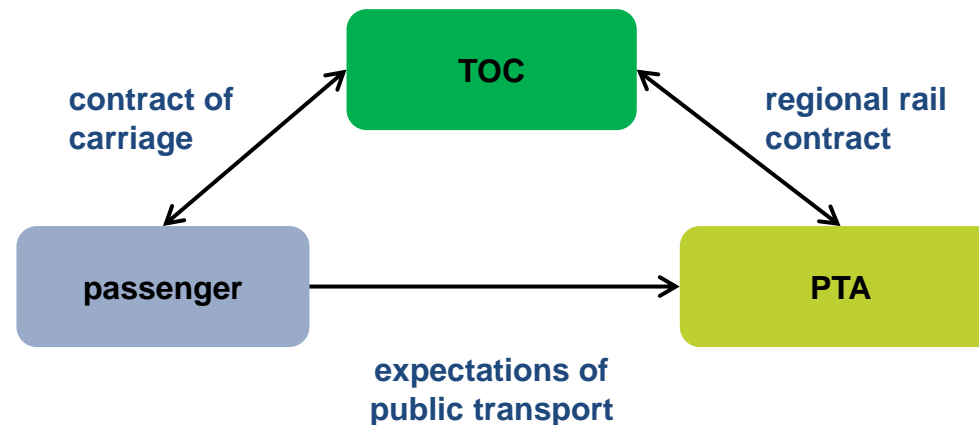 TOC
contract of
carriage
regional rail
contract
passenger
PTA
expectations of
public transport